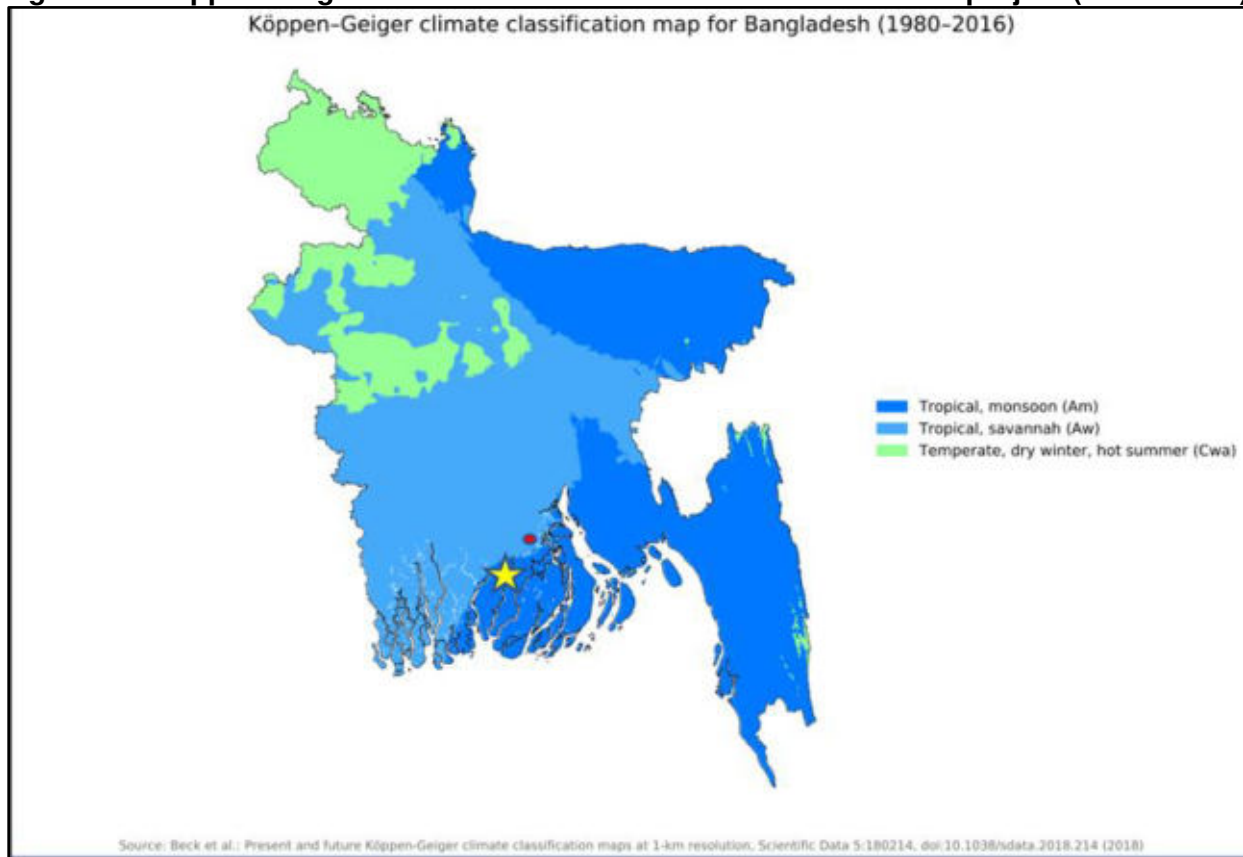 Köppen–Geiger climate classification map for Bangladesh (1980–2016)
Tropical, monsoon (Am)
Tropical, savannah (Aw)
Temperate, dry winter, hot summer (Cwa)
Source: Beck et al.: Present and future Köppen-Geiger climate classification maps at 1-km resolution, Scientific Data 5:180214, doi:10.1038/sdata.2018.214 (2018)